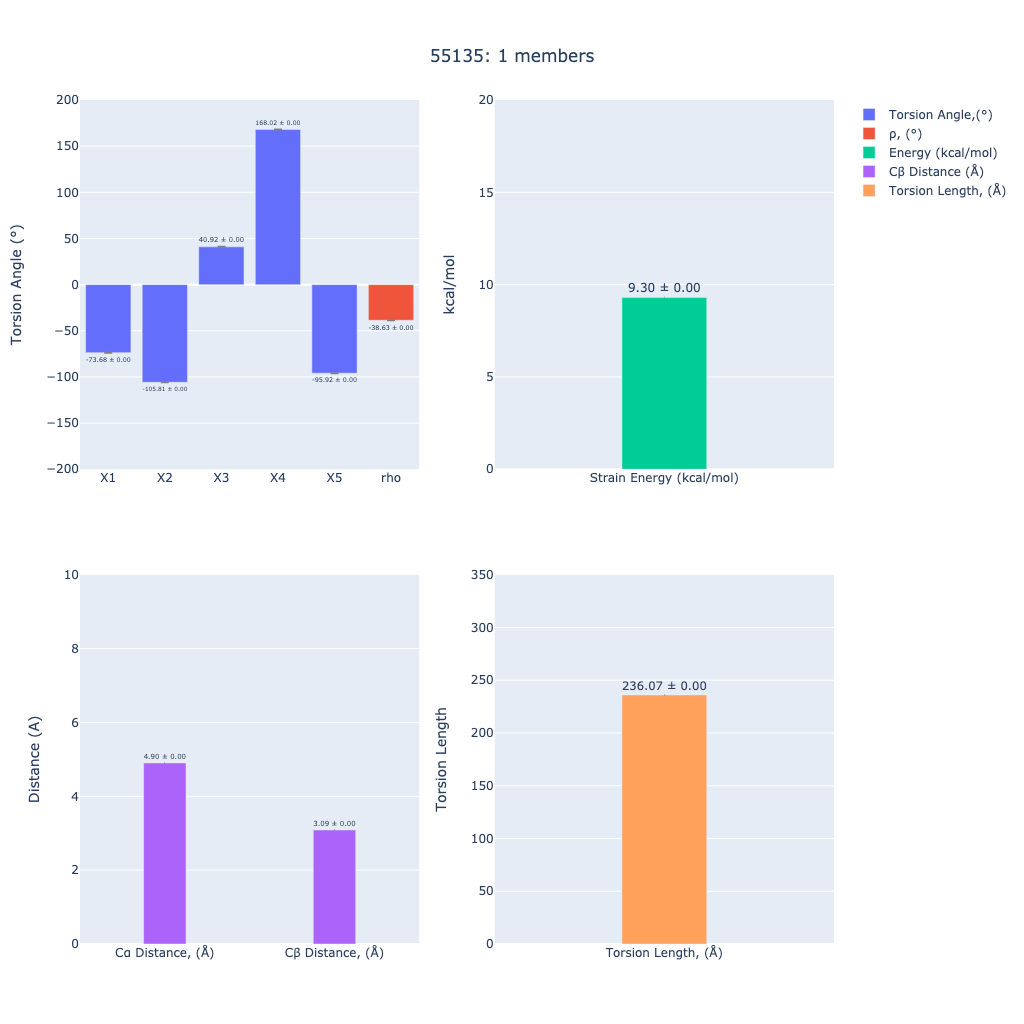 55135: 1 members
Torsion Angle (°)
200
150
100
50
0
−50
−100
−150
−200
-73.68 ± 0.00
-105.81 ± 0.00
40.92 ± 0.00
168.02 ± 0.00
-95.92 ± 0.00
-38.63 ± 0.00
X1 X2 X3 X4 X5 rho
kcal/mol
20
15
10
5
0
9.30 ± 0.00
Strain Energy (kcal/mol)
Torsion Angle,(°)
ρ, (°)
Energy (kcal/mol)
Cβ Distance (Å)
Torsion Length, (Å)
Distance (A)
10
8
6
4
2
0
4.90 ± 0.00
3.09 ± 0.00
Cα Distance, (Å) Cβ Distance, (Å)
Torsion Length
350
300
250
200
150
100
50
0
236.07 ± 0.00
Torsion Length, (Å)